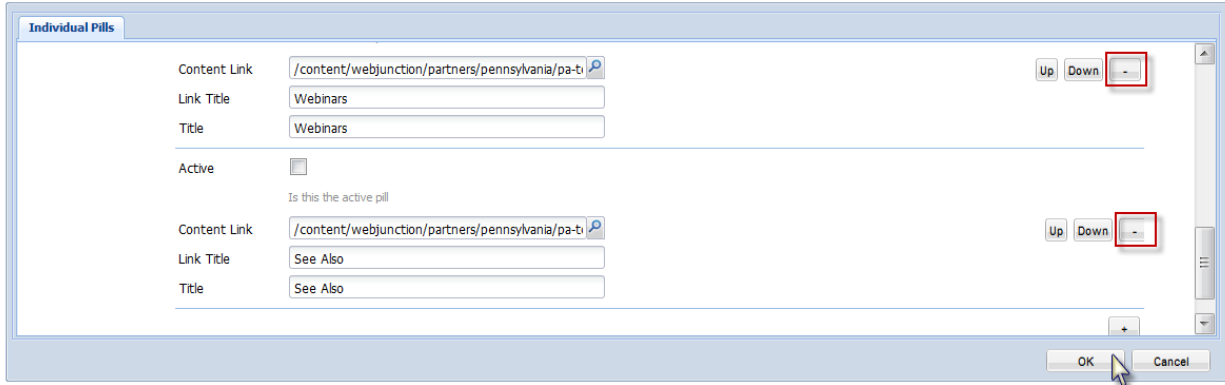 Individual Pills
Content Link /content/webjunction/partners/pennsylvania/pa-t Up Down -
Link Title Webinars
Title Webinars
Active
Is this the active pill
Content Link /content/webjunction/partners/pennsylvania/pa-t Up Down -
Link Title See Also
Title See Also
+
OK Cancel